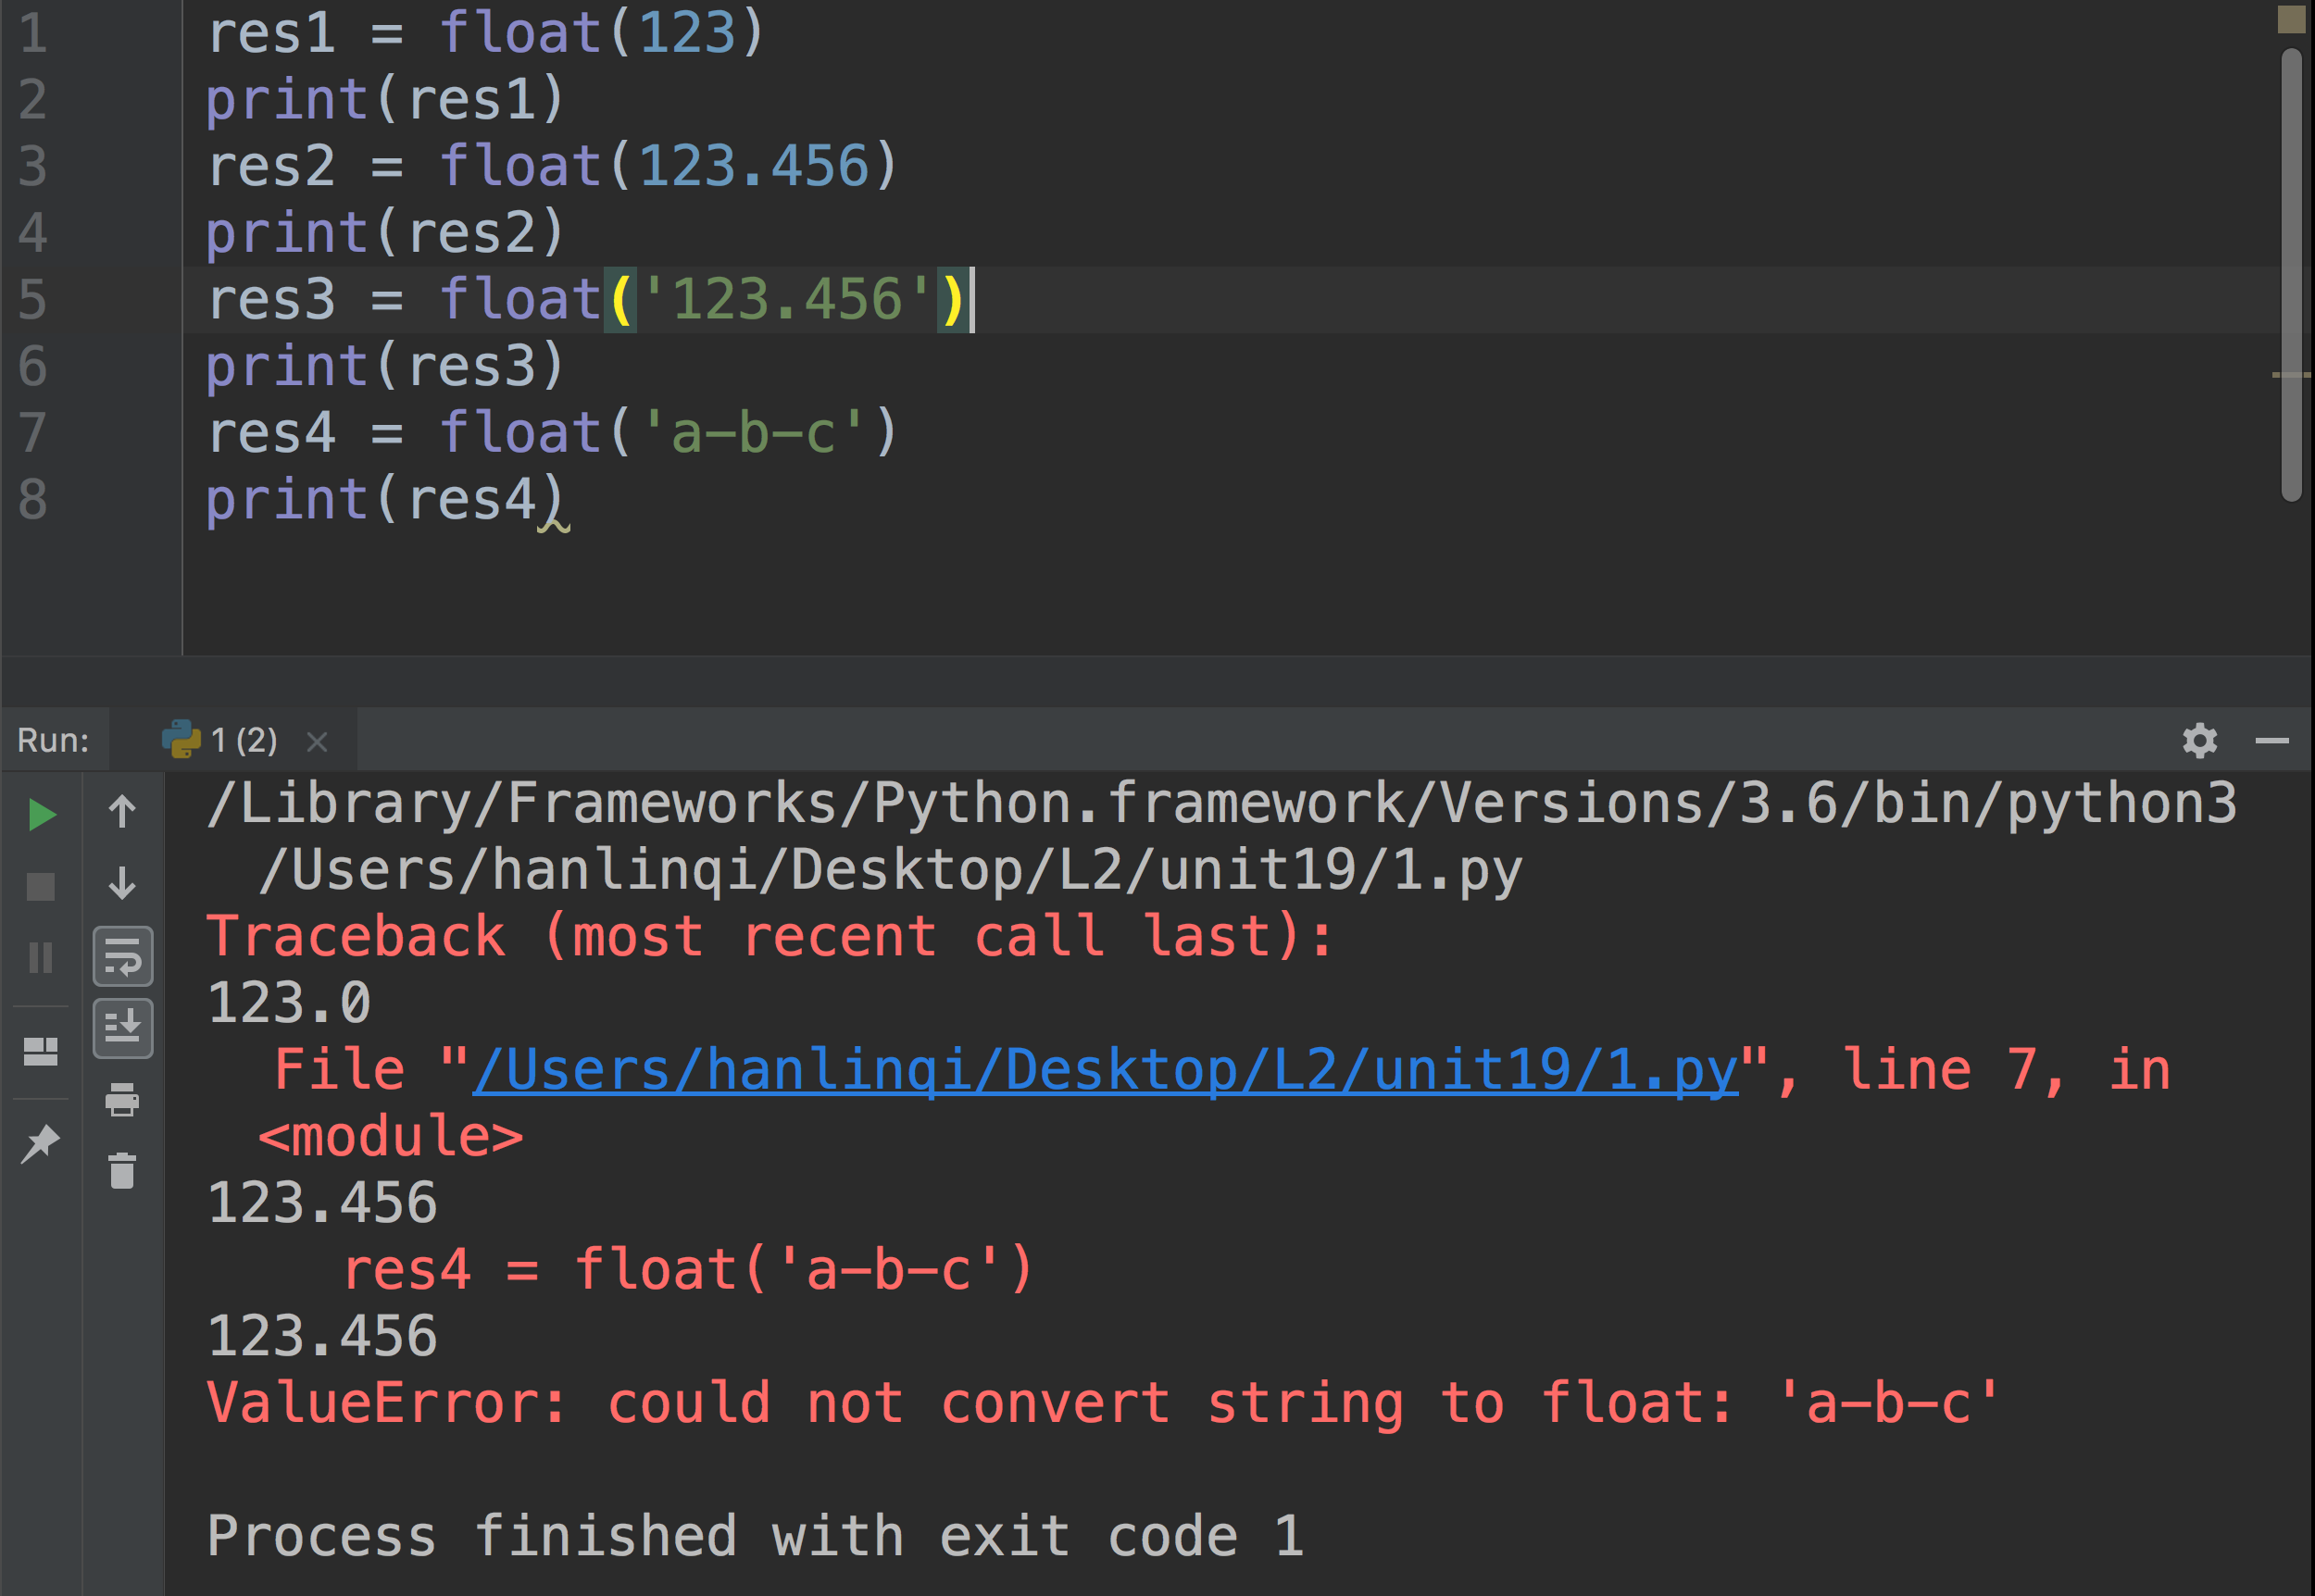 1 res1 = float(123)
2 print(res1)
3 res2 = float(123.456)
4 print(res2)
5 res3 = float('123.456')
6 print(res3)
7 res4 = float('a-b-c')
8 print(res4)
Run: 1 (2)
/Library/Frameworks/Python.framework/Versions/3.6/bin/python3
/Users/hanlinqi/Desktop/L2/unit19/1.py
Traceback (most recent call last):
123.0
File "/Users/hanlinqi/Desktop/L2/unit19/1.py", line 7, in
<module>
123.456
res4 = float('a-b-c')
123.456
ValueError: could not convert string to float: 'a-b-c'
Process finished with exit code 1